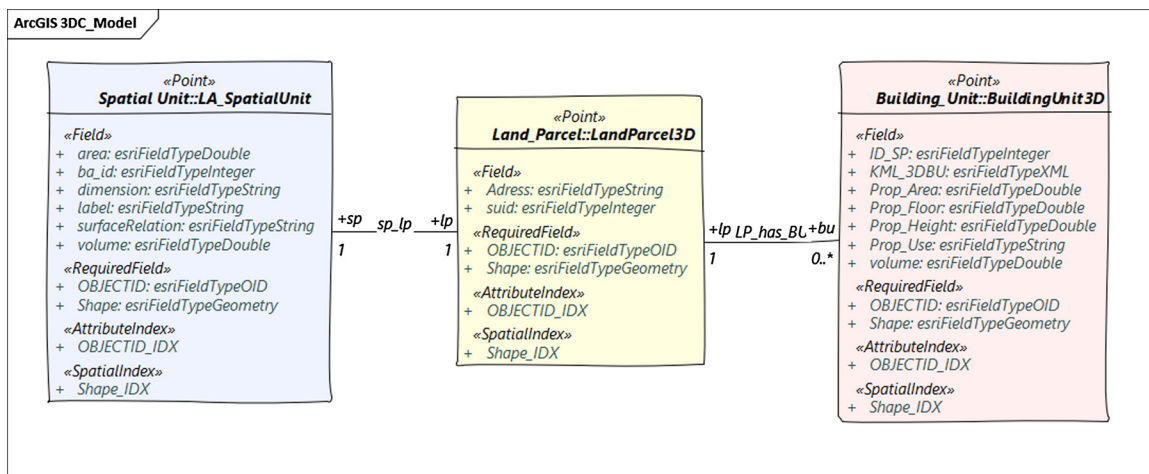 ArcGIS 3DC_Model
«Point»
Spatial Unit::LA_SpatialUnit
«Field»
+ area: esriFieldTypeDouble
+ ba_id: esriFieldTypeInteger
+ dimension: esriFieldTypeString
+ label: esriFieldTypeString
+ surfaceRelation: esriFieldTypeString
+ volume: esriFieldTypeDouble
«RequiredField»
+ OBJECTID: esriFieldTypeOID
+ Shape: esriFieldTypeGeometry
«AttributeIndex»
+ OBJECTID_IDX
«SpatialIndex»
+ Shape_IDX
+sp sp_lp +lp
1 1
«Point»
Land_Parcel::LandParcel3D
«Field»
+ Adress: esriFieldTypeString
+ suid: esriFieldTypeInteger
«RequiredField»
+ OBJECTID: esriFieldTypeOID
+ Shape: esriFieldTypeGeometry
«AttributeIndex»
+ OBJECTID_IDX
«SpatialIndex»
+ Shape_IDX
+lp LP_has_BU +bu
1 0..*
«Point»
Building_Unit::BuildingUnit3D
«Field»
+ ID_SP: esriFieldTypeInteger
+ KML_3DBU: esriFieldTypeXML
+ Prop_Area: esriFieldTypeDouble
+ Prop_Floor: esriFieldTypeDouble
+ Prop_Height: esriFieldTypeDouble
+ Prop_Use: esriFieldTypeString
+ volume: esriFieldTypeDouble
«RequiredField»
+ OBJECTID: esriFieldTypeOID
+ Shape: esriFieldTypeGeometry
«AttributeIndex»
+ OBJECTID_IDX
«SpatialIndex»
+ Shape_IDX